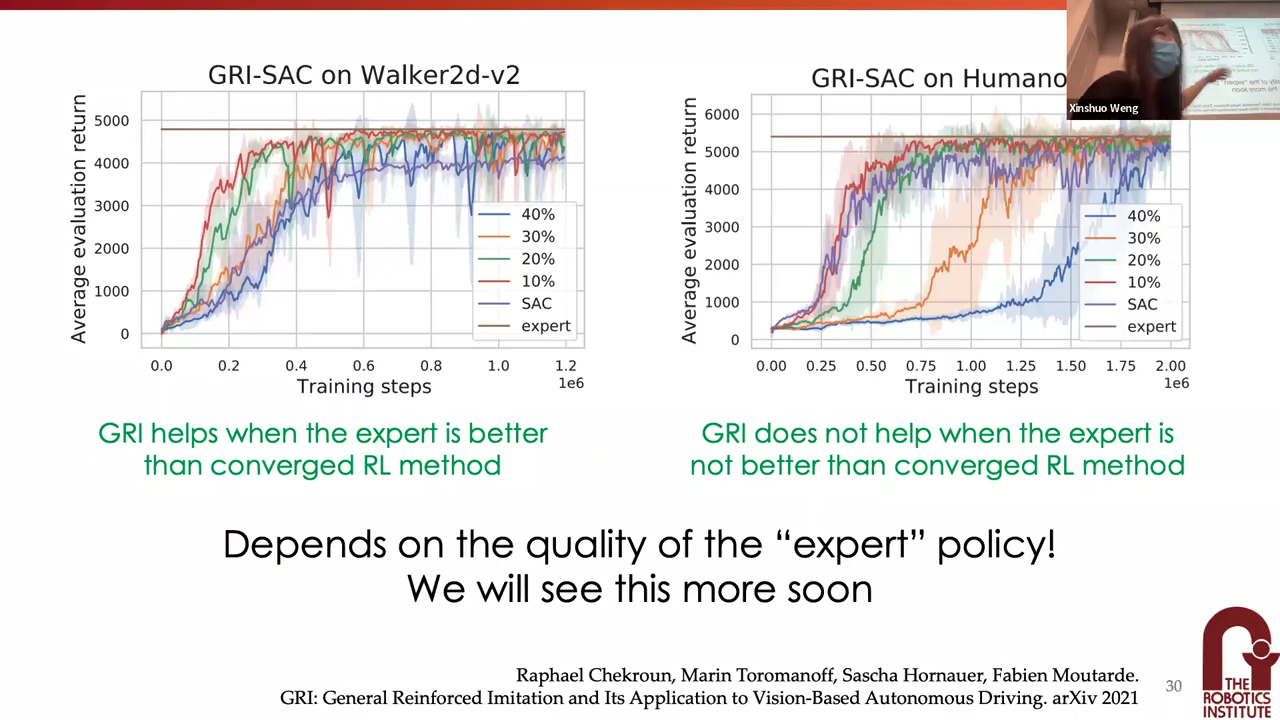 GRI-SAC on Walker2d-v2
Average evaluation return
5000
4000
3000
2000
1000
0
0.0 0.2 0.4 0.6 0.8 1.0 1.2
1e6
Training steps
40%
30%
20%
10%
SAC
expert
GRI-SAC on Humano
Average evaluation return
6000
5000
4000
3000
2000
1000
0
0.00 0.25 0.50 0.75 1.00 1.25 1.50 1.75 2.00
1e6
Training steps
40%
30%
20%
10%
SAC
expert
Xinshuo Weng
GRI helps when the expert is better
than converged RL method
GRI does not help when the expert is
not better than converged RL method
Depends on the quality of the “expert” policy!
We will see this more soon
Raphael Chekroun, Marin Toromanoff, Sascha Hornauer, Fabien Moutarde.
GRI: General Reinforced Imitation and Its Application to Vision-Based Autonomous Driving. arXiv 2021
30
THE
ROBOTICS
INSTITUTE